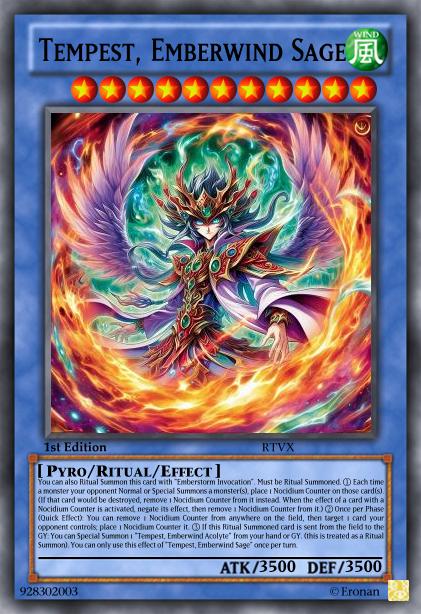 Tempest, Emberwind Sage
WIND
風
1st Edition
RTVX
[ Pyro/Ritual/Effect ]
You can also Ritual Summon this card with "Emberstorm Invocation". Must be Ritual Summoned. ① Each time
a monster your opponent Normal or Special Summons a monster(s), place 1 Nocidium Counter on those card(s).
(If that card would be destroyed, remove 1 Nocidium Counter from it instead. When the effect of a card with a
Nocidium Counter is activated, negate its effect, then remove 1 Nocidium Counter from it.) ② Once per Phase
(Quick Effect): You can remove 1 Nocidium Counter from anywhere on the field, then target 1 card your
opponent controls; place 1 Nocidium Counter it. ③ If this Ritual Summoned card is sent from the field to the
GY: You can Special Summon 1 "Tempest, Emberwind Acolyte" from your hand or GY. (this is treated as a Ritual
Summon). You can only use this effect of "Tempest, Emberwind Sage" once per turn.
ATK/3500 DEF/3500
928302003
©Eronan